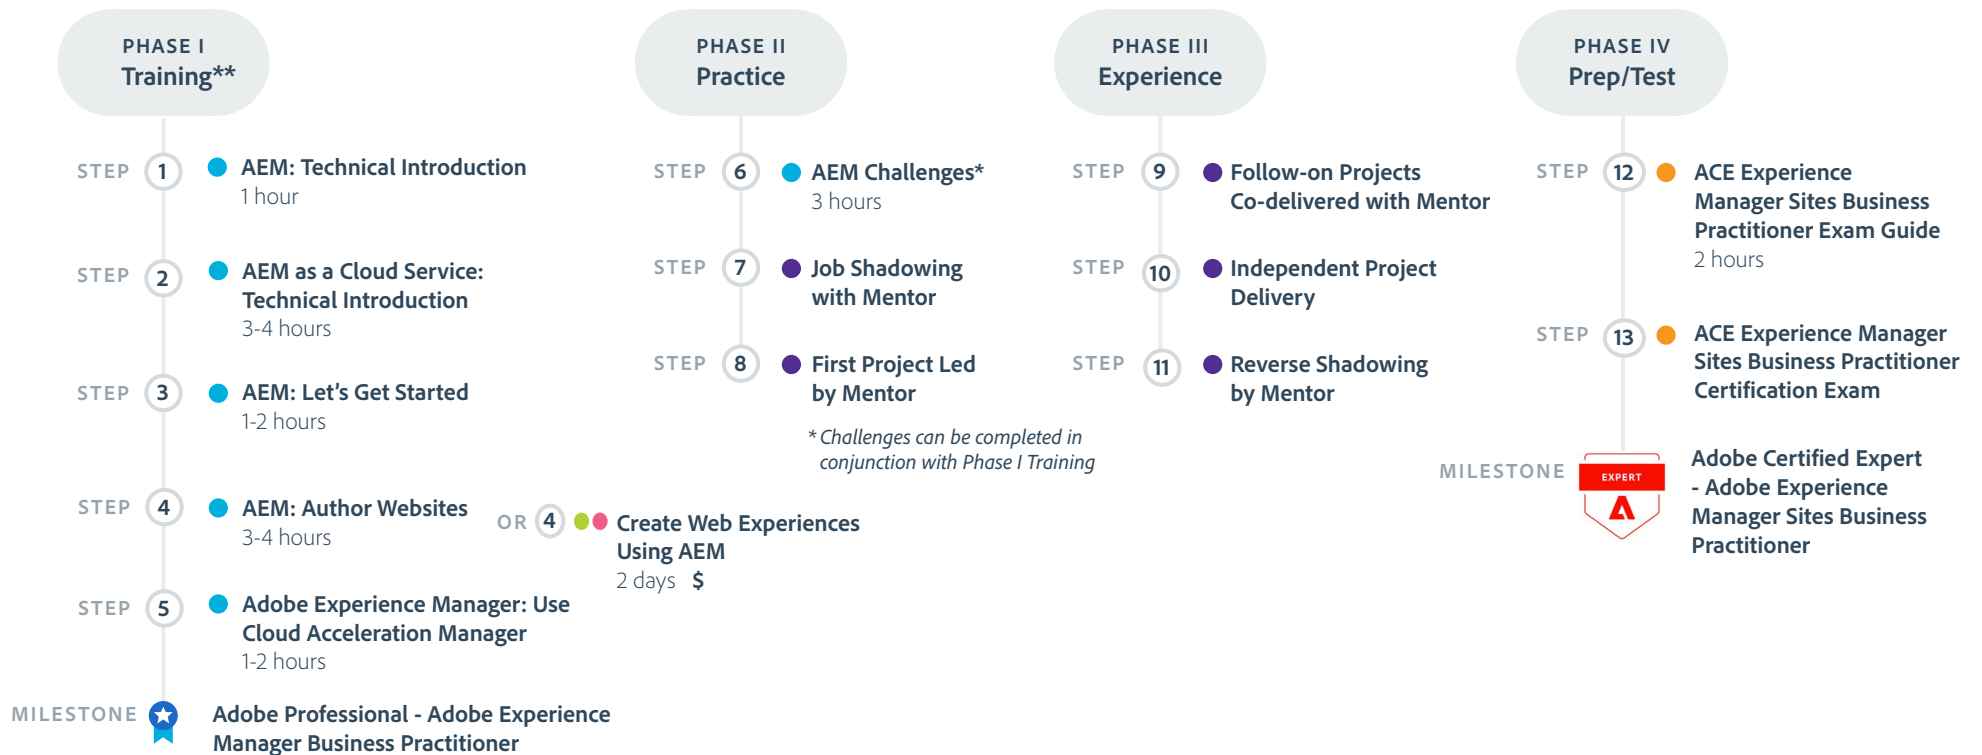 PHASE I
Training**
STEP 1 AEM: Technical Introduction
1 hour
STEP 2 AEM as a Cloud Service:
Technical Introduction
3-4 hours
STEP 3 AEM: Let's Get Started
1-2 hours
STEP 4 AEM: Author Websites
3-4 hours
OR 4 Create Web Experiences
Using AEM
2 days $
STEP 5 Adobe Experience Manager: Use
Cloud Acceleration Manager
1-2 hours
MILESTONE Adobe Professional - Adobe Experience
Manager Business Practitioner
PHASE II
Practice
STEP 6 AEM Challenges*
3 hours
STEP 7 Job Shadowing
with Mentor
STEP 8 First Project Led
by Mentor
* Challenges can be completed in
conjunction with Phase I Training
PHASE III
Experience
STEP 9 Follow-on Projects
Co-delivered with Mentor
STEP 10 Independent Project
Delivery
STEP 11 Reverse Shadowing
by Mentor
PHASE IV
Prep/Test
STEP 12 ACE Experience
Manager Sites Business
Practitioner Exam Guide
2 hours
STEP 13 ACE Experience Manager
Sites Business Practitioner
Certification Exam
MILESTONE EXPERT Adobe Certified Expert
- Adobe Experience
Manager Sites Business
Practitioner